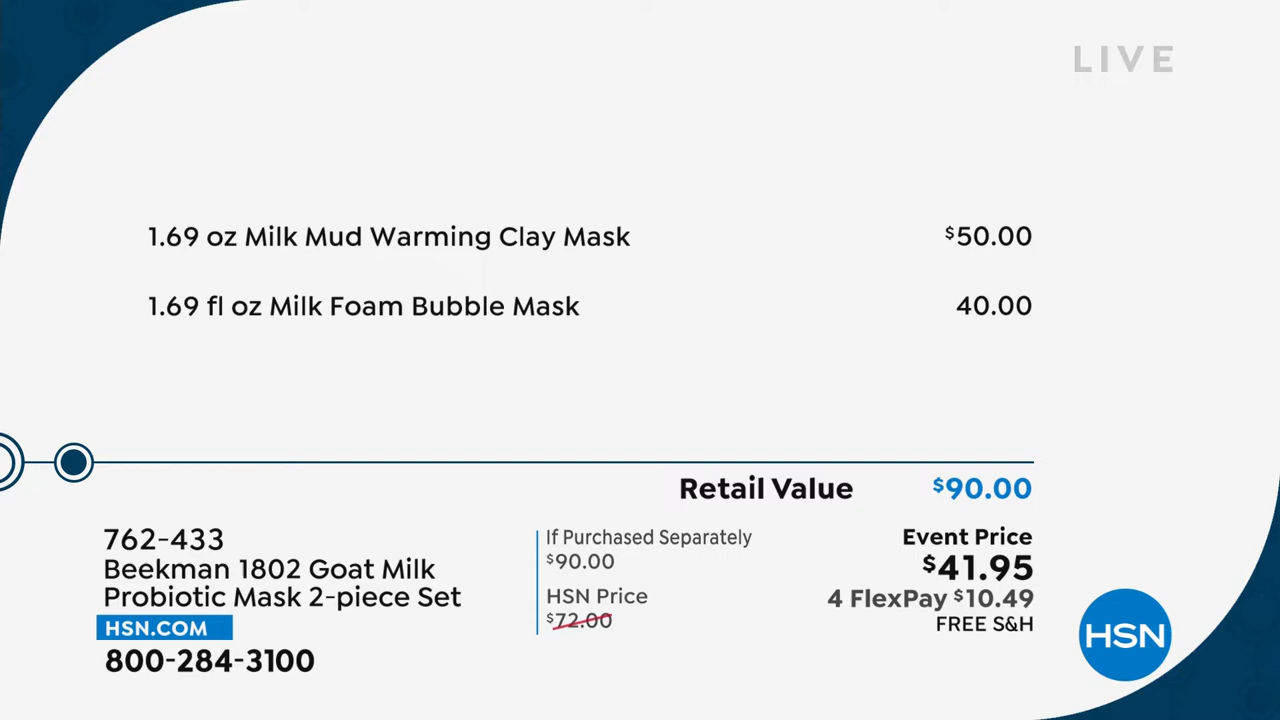 LIVE
1.69 oz Milk Mud Warming Clay Mask $50.00
1.69 fl oz Milk Foam Bubble Mask 40.00
Retail Value $90.00
762-433
Beekman 1802 Goat Milk
Probiotic Mask 2-piece Set
HSN.COM
800-284-3100
If Purchased Separately
$90.00
HSN Price
$72.00
Event Price
$41.95
4 FlexPay $10.49
FREE S&H
HSN